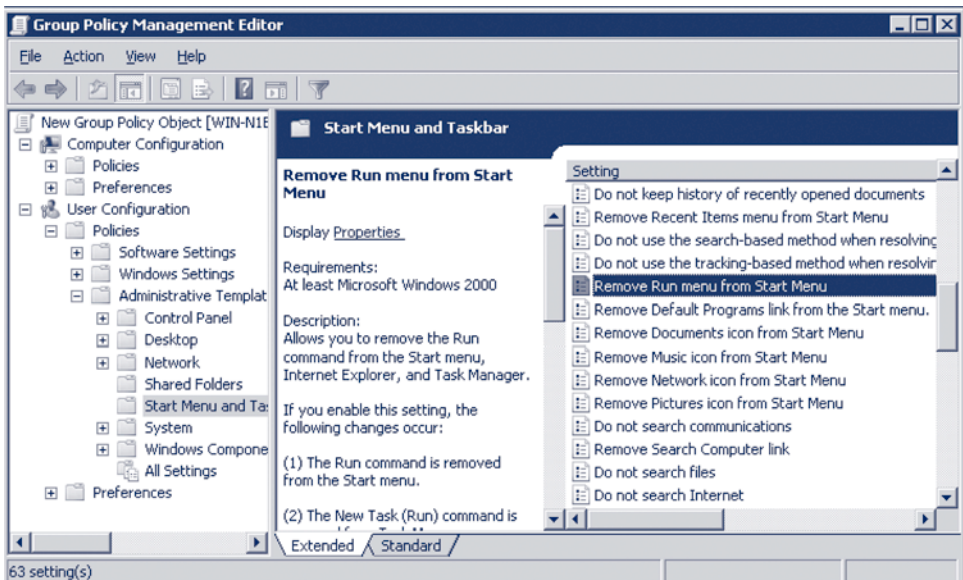 Group Policy Management Editor
File Action View Help
New Group Policy Object [WIN-N1E
Computer Configuration
Policies
Preferences
User Configuration
Policies
Software Settings
Windows Settings
Administrative Templat
Control Panel
Desktop
Network
Shared Folders
Start Menu and Ta
System
Windows Compone
All Settings
Preferences
Start Menu and Taskbar
Remove Run menu from Start
Menu
Display Properties
Requirements:
At least Microsoft Windows 2000
Description:
Allows you to remove the Run
command from the Start menu,
Internet Explorer, and Task Manager.
If you enable this setting, the
following changes occur:
(1) The Run command is removed
from the Start menu.
(2) The New Task (Run) command is
Setting
Do not keep history of recently opened documents
Remove Recent Items menu from Start Menu
Do not use the search-based method when resolving
Do not use the tracking-based method when resolvin
Remove Run menu from Start Menu
Remove Default Programs link from the Start menu.
Remove Documents icon from Start Menu
Remove Music icon from Start Menu
Remove Network icon from Start Menu
Remove Pictures icon from Start Menu
Do not search communications
Remove Search Computer link
Do not search files
Do not search Internet
Extended Standard
63 setting(s)